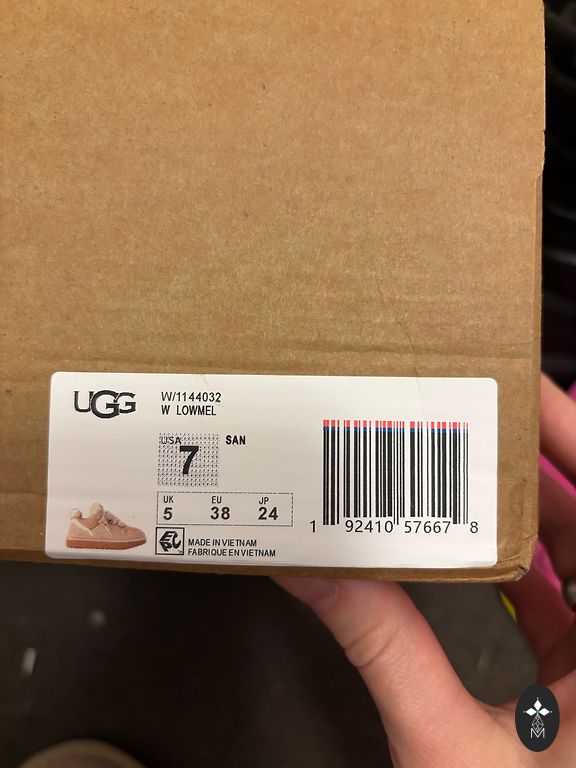 UGG
W/1144032
W LOWMEL
USA
7
SAN
UK EU JP
5 38 24
MADE IN VIETNAM
FABRIQUE EN VIETNAM
1 92410 57667 8
M